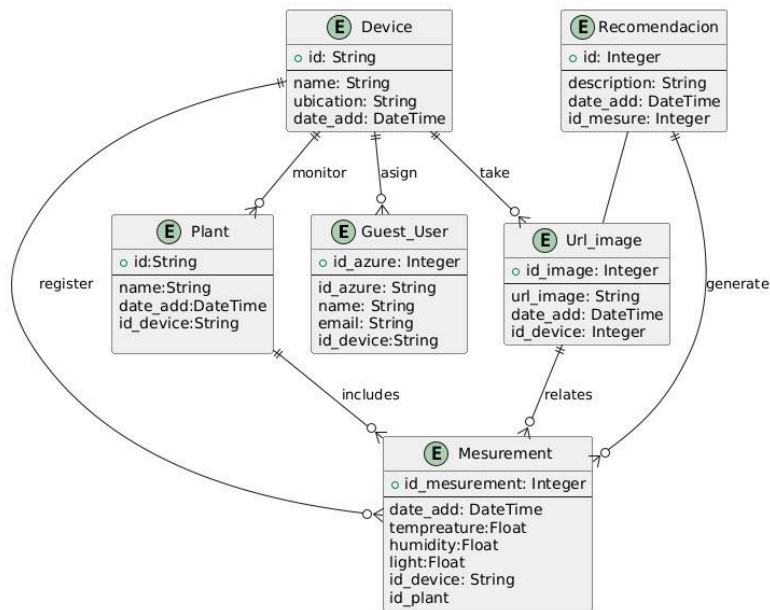 E Device
id: String
name: String
ubication: String
date_add: DateTime
E Recomendacion
id: Integer
description: String
date_add: DateTime
id_mesure: Integer
monitor
asign
take
E Plant
id:String
name:String
date_add:DateTime
id_device:String
E Guest_User
id_azure: Integer
id_azure: String
name: String
email: String
id_device:String
E Url_image
id_image: Integer
url_image: String
date_add: DateTime
id_device: Integer
register
generate
includes
relates
E Mesurement
id_mesurement: Integer
date_add: DateTime
tempreature:Float
humidity:Float
light:Float
id_device: String
id_plant